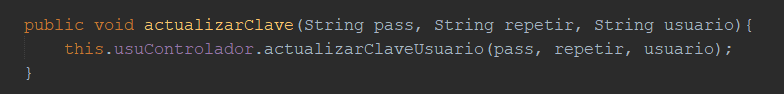 public void actualizarClave(String pass, String repetir, String usuario){
    this.usuControlador.actualizarClaveUsuario(pass, repetir, usuario);
}